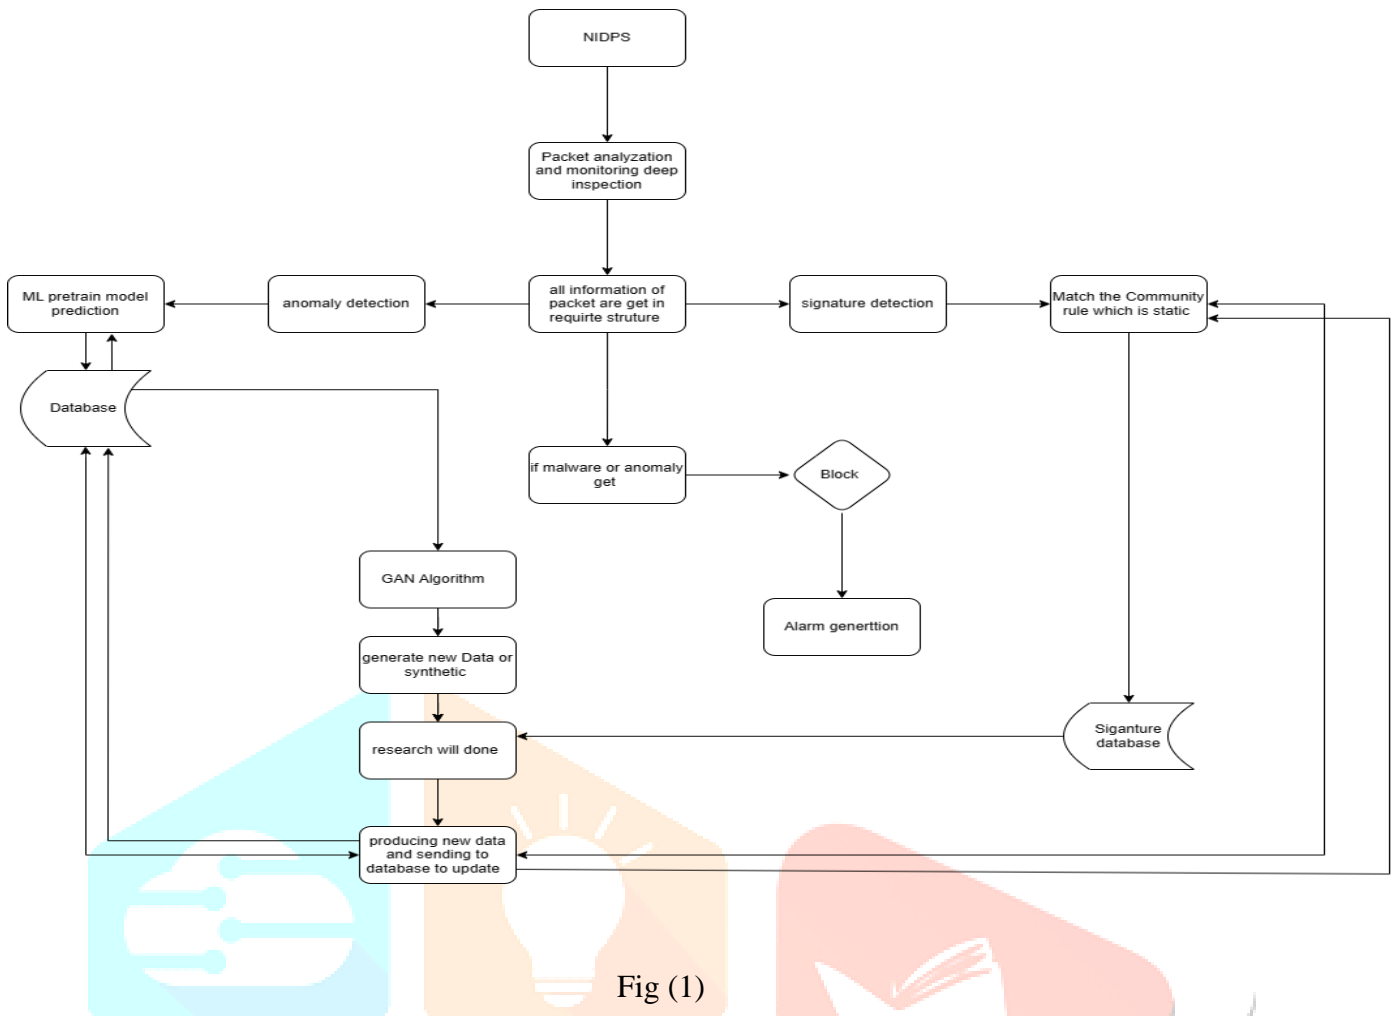 NIDPS
Packet analyzation
and monitoring deep
inspection
ML pretrain model
prediction
anomaly detection
all information of
packet are get in
requirte struture
signature detection
Match the Community
rule which is static
Database
if malware or anomaly
get
Block
GAN Algorithm
Alarm generttion
generate new Data or
synthetic
research will done
Siganture
database
producing new data
and sending to
database to update
Fig (1)